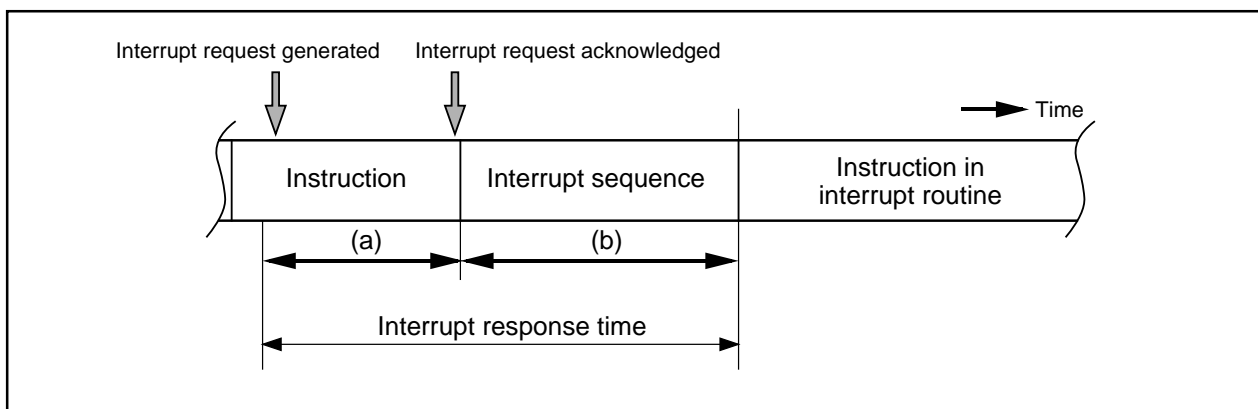 Interrupt request generated
Interrupt request acknowledged
Time
Instruction
Interrupt sequence
Instruction in
interrupt routine
(a)
(b)
Interrupt response time